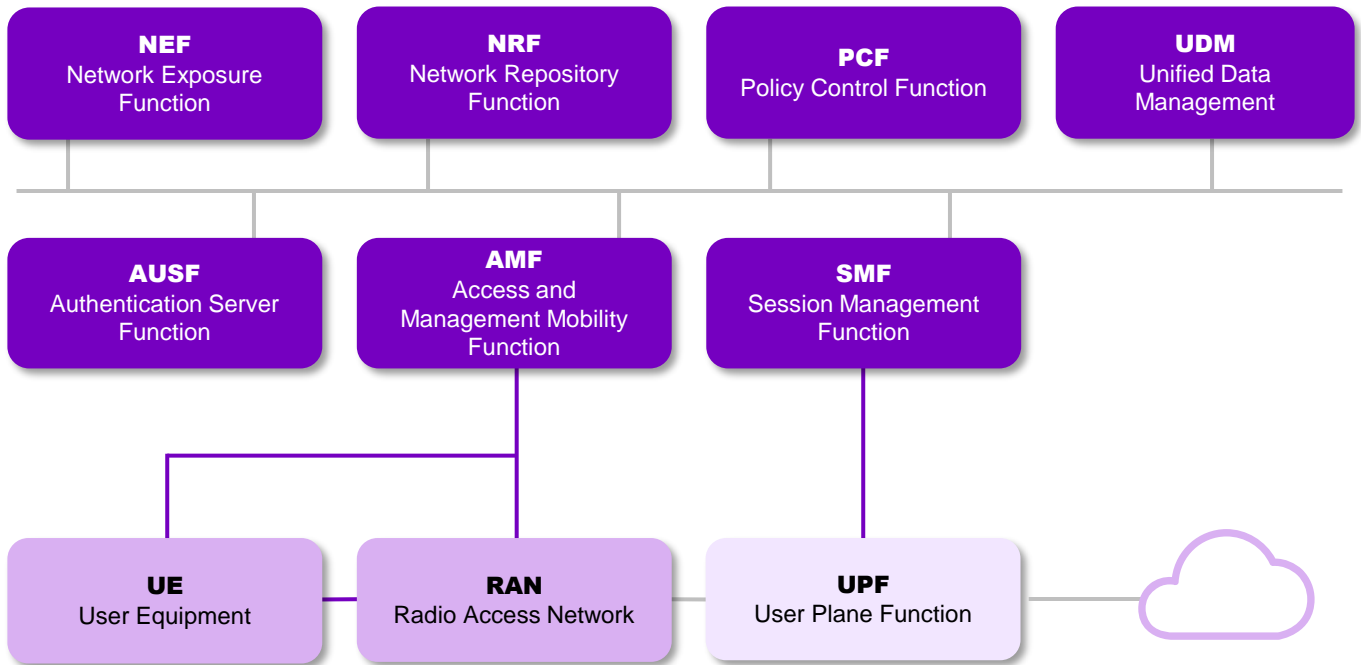 NEF
Network Exposure
Function
NRF
Network Repository
Function
PCF
Policy Control Function
UDM
Unified Data
Management
AUSF
Authentication Server
Function
AMF
Access and
Management Mobility
Function
SMF
Session Management
Function
UE
User Equipment
RAN
Radio Access Network
UPF
User Plane Function